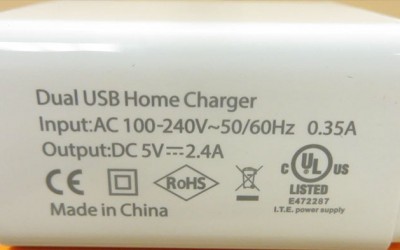 Dual USB Home Charger
Input:AC 100-240V~50/60Hz 0.35A
Output:DC 5V⎓2.4A
CE RoHS c UL us
LISTED
E472287
I.T.E. power supply
Made in China